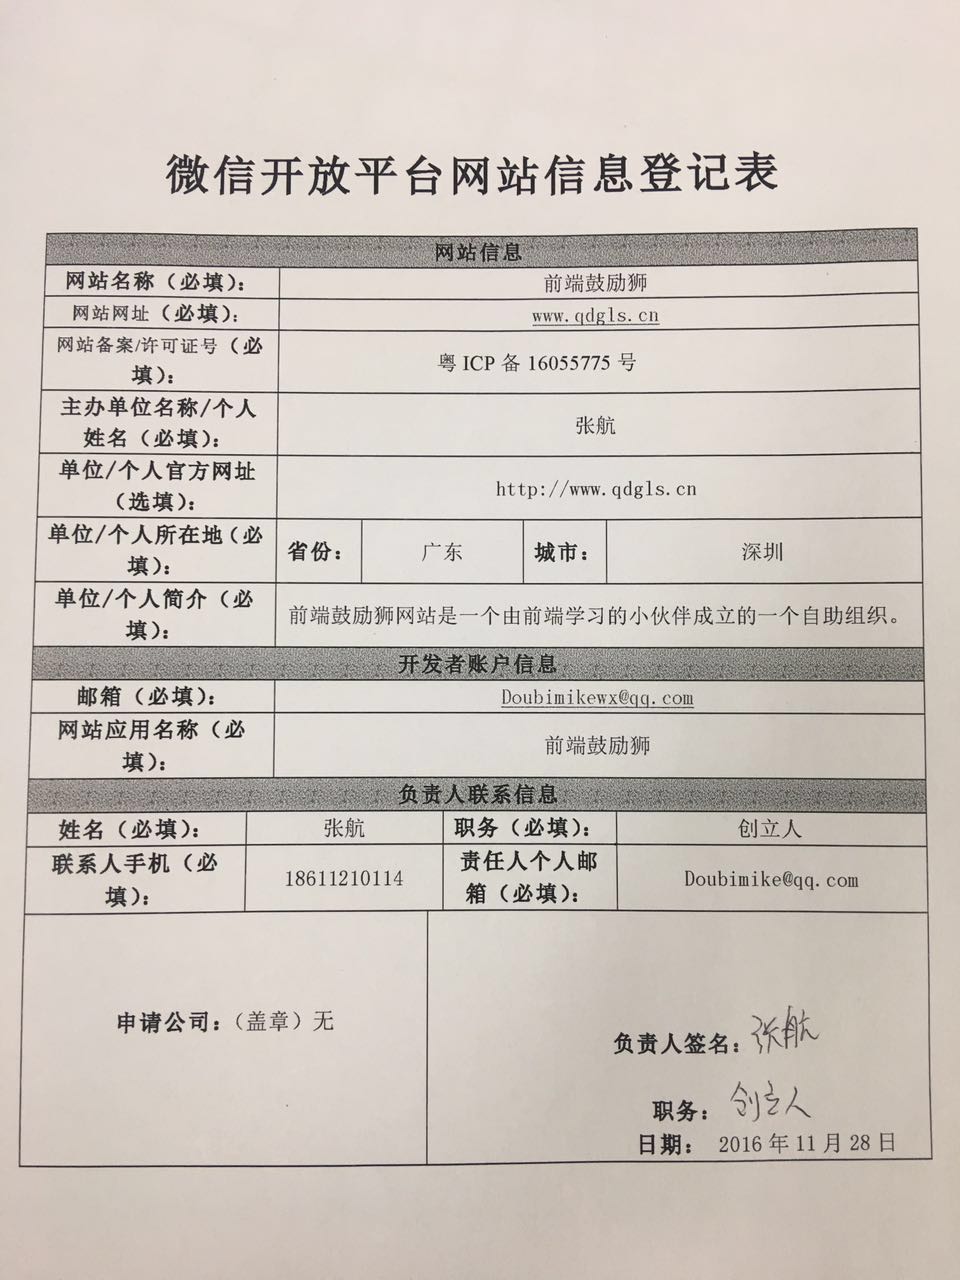 微信开放平台网站信息登记表
网站信息
网站名称（必填）： 前端鼓励狮
网站网址（必填）： www.qdgls.cn
网站备案/许可证号（必
填）： 粤 ICP 备 16055775 号
主办单位名称/个人
姓名（必填）： 张航
单位/个人官方网址
（选填）： http://www.qdgls.cn
单位/个人所在地（必
填）： 省份： 广东 城市： 深圳
单位/个人简介（必
填）： 前端鼓励狮网站是一个由前端学习的小伙伴成立的一个自助组织。
开发者账户信息
邮箱（必填）： Doubimikewx@qq.com
网站应用名称（必
填）： 前端鼓励狮
负责人联系信息
姓名（必填）： 张航 职务（必填）： 创立人
联系人手机（必
填）： 18611210114 责任人个人邮
箱（必填）： Doubimike@qq.com
申请公司：（盖章）无
负责人签名：张航
职务：创立人
日期： 2016 年 11 月 28 日